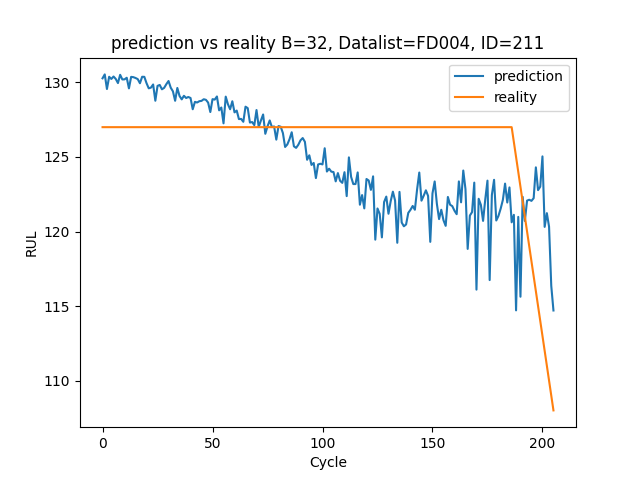 prediction vs reality B=32, Datalist=FD004, ID=211
prediction
reality
130
125
120
115
110
RUL
0
50
100
150
200
Cycle